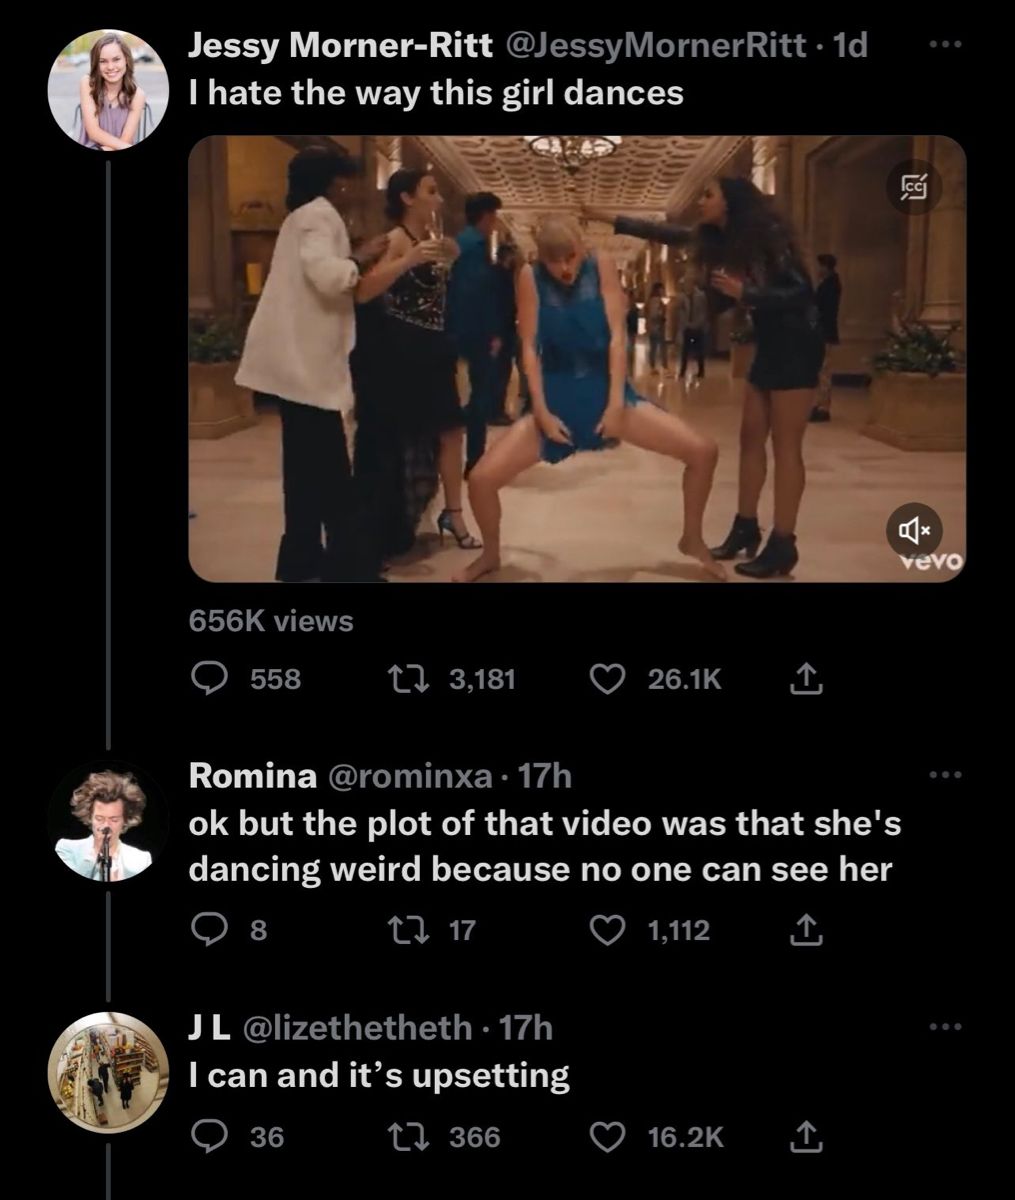 Jessy Morner-Ritt @JessyMornerRitt · 1d
I hate the way this girl dances
CC
vevo
656K views
558 3,181 26.1K
Romina @rominxa · 17h
ok but the plot of that video was that she's
dancing weird because no one can see her
8 17 1,112
J L @lizethetheth · 17h
I can and it’s upsetting
36 366 16.2K